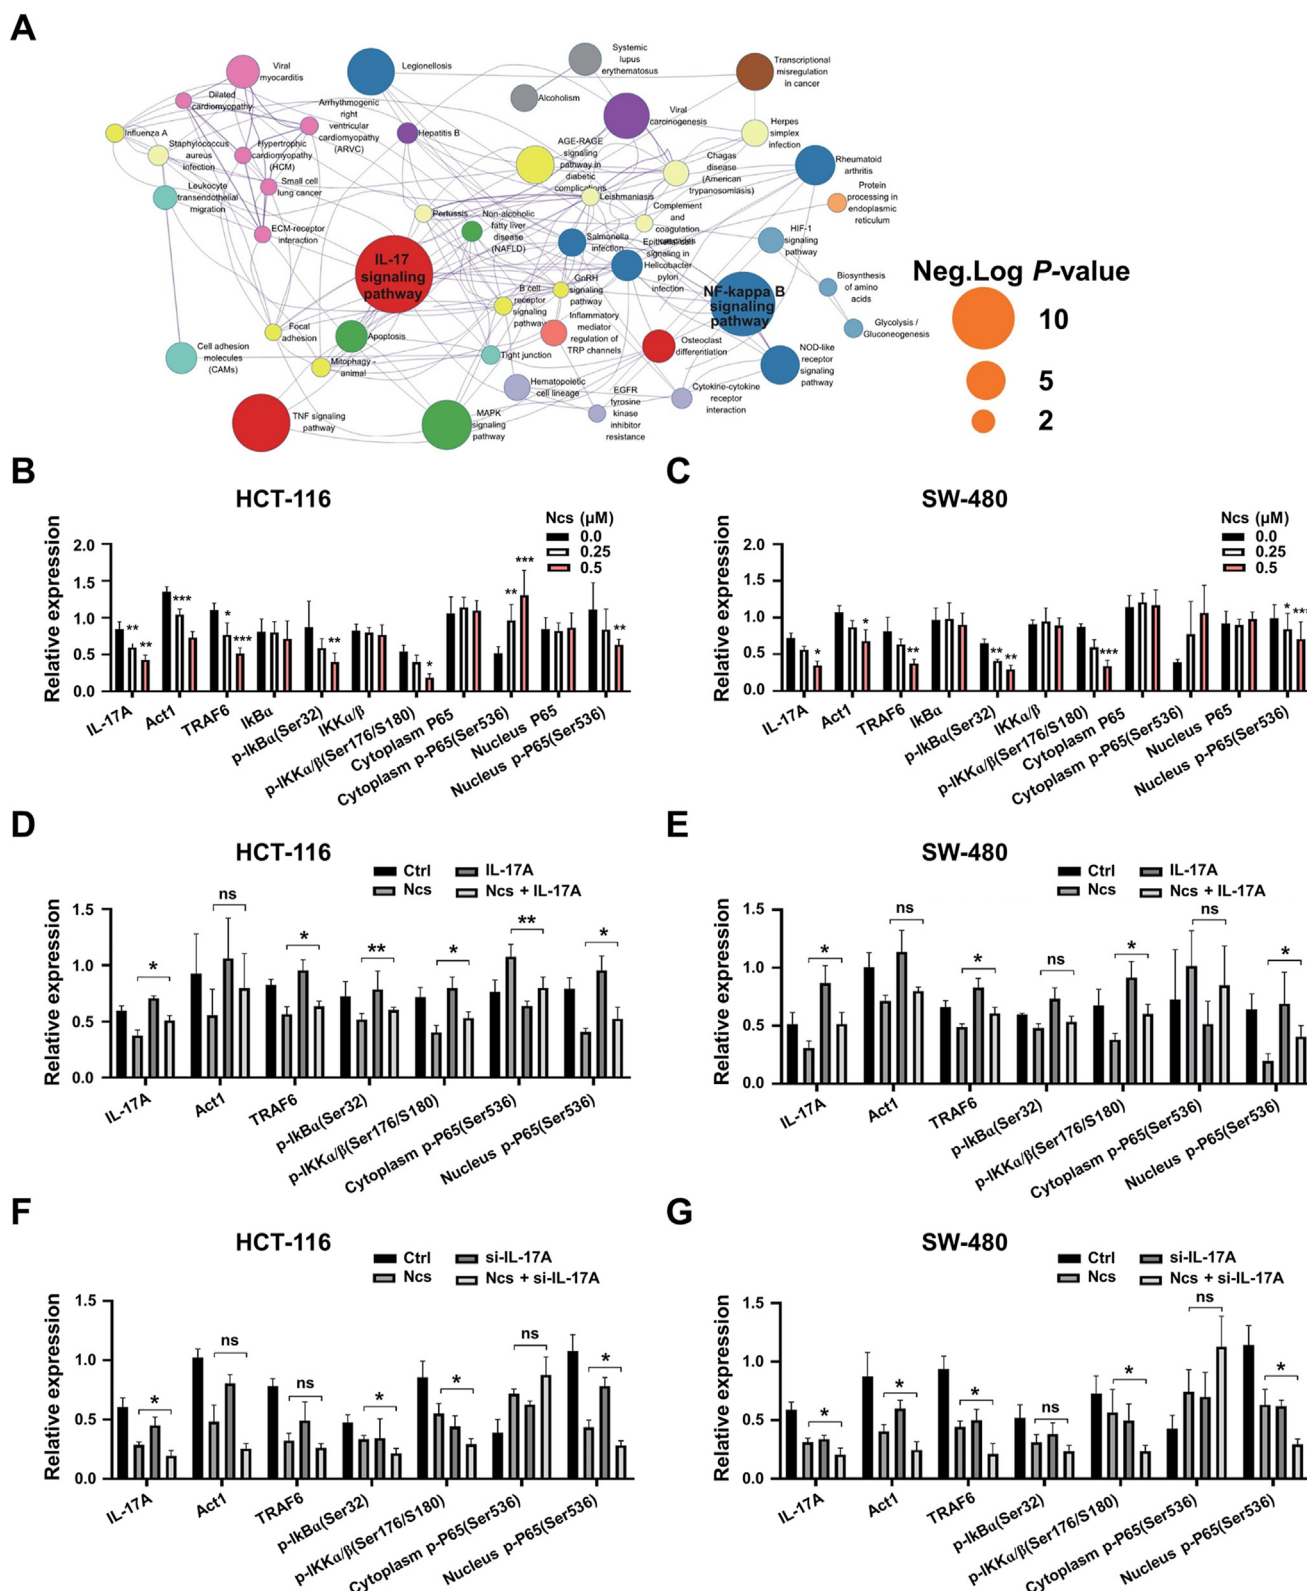 A
Viral
myocarditis
Legionellosis
Systemic
lupus
erythematosus
Transcriptional
misregulation
in cancer
Dilated
cardiomyopathy
Alcoholism
Arrhythmogenic
right
ventricular
cardiomyopathy
(ARVC)
Viral
carcinogenesis
Influenza A
Hepatitis B
Herpes
simplex
infection
Staphylococcus
aureus
infection
Hypertrophic
cardiomyopathy
(HCM)
AGE-RAGE
signaling
pathway in
diabetic
complications
Chagas
disease
(American
trypanosomiasis)
Rheumatoid
arthritis
Leukocyte
transendothelial
migration
Small cell
lung cancer
Leishmaniasis
Protein
processing in
endoplasmic
reticulum
Pertussis
Non-alcoholic
fatty liver
disease
(NAFLD)
Complement
and
coagulation
cascades
ECM-receptor
interaction
Salmonella
infection
Epithelial cell
signaling in
Helicobacter
pylori
infection
HIF-1
signaling
pathway
IL-17
signaling
pathway
GnRH
signaling
pathway
B cell
receptor
signaling
pathway
NF-kappa B
signaling
pathway
Biosynthesis
of amino
acids
Glycolysis /
Gluconeogenesis
Focal
adhesion
Apoptosis
Inflammatory
mediator
regulation of
TRP channels
Osteoclast
differentiation
Cell adhesion
molecules
(CAMs)
Mitophagy -
animal
Tight junction
NOD-like
receptor
signaling
pathway
Hematopoietic
cell lineage
EGFR
tyrosine
kinase
inhibitor
resistance
Cytokine-cytokine
receptor
interaction
TNF signaling
pathway
MAPK
signaling
pathway
Neg.Log P-value
10
5
2
B
HCT-116
Relative expression
Ncs (μM)
0.0
0.25
0.5
2.0
1.5
1.0
0.5
0.0
** ** *** * *** ** * ** *** **
IL-17A
Act1
TRAF6
IkBα
p-IkBα(Ser32)
IKKα/β
p-IKKα/β(Ser176/S180)
Cytoplasm P65
Cytoplasm p-P65(Ser536)
Nucleus P65
Nucleus p-P65(Ser536)
C
SW-480
Relative expression
Ncs (μM)
0.0
0.25
0.5
2.0
1.5
1.0
0.5
0.0
* * ** ** ** *** * ***
IL-17A
Act1
TRAF6
IkBα
p-IkBα(Ser32)
IKKα/β
p-IKKα/β(Ser176/S180)
Cytoplasm P65
Cytoplasm p-P65(Ser536)
Nucleus P65
Nucleus p-P65(Ser536)
D
HCT-116
Relative expression
Ctrl IL-17A
Ncs Ncs + IL-17A
1.5
1.0
0.5
0.0
* ns * ** * ** *
IL-17A
Act1
TRAF6
p-IkBα(Ser32)
p-IKKα/β(Ser176/S180)
Cytoplasm p-P65(Ser536)
Nucleus p-P65(Ser536)
E
SW-480
Relative expression
Ctrl IL-17A
Ncs Ncs + IL-17A
1.5
1.0
0.5
0.0
* ns * ns * ns *
IL-17A
Act1
TRAF6
p-IkBα(Ser32)
p-IKKα/β(Ser176/S180)
Cytoplasm p-P65(Ser536)
Nucleus p-P65(Ser536)
F
HCT-116
Relative expression
Ctrl si-IL-17A
Ncs Ncs + si-IL-17A
1.5
1.0
0.5
0.0
* ns ns * * ns *
IL-17A
Act1
TRAF6
p-IkBα(Ser32)
p-IKKα/β(Ser176/S180)
Cytoplasm p-P65(Ser536)
Nucleus p-P65(Ser536)
G
SW-480
Relative expression
Ctrl si-IL-17A
Ncs Ncs + si-IL-17A
1.5
1.0
0.5
0.0
* * * ns * ns *
IL-17A
Act1
TRAF6
p-IkBα(Ser32)
p-IKKα/β(Ser176/S180)
Cytoplasm p-P65(Ser536)
Nucleus p-P65(Ser536)